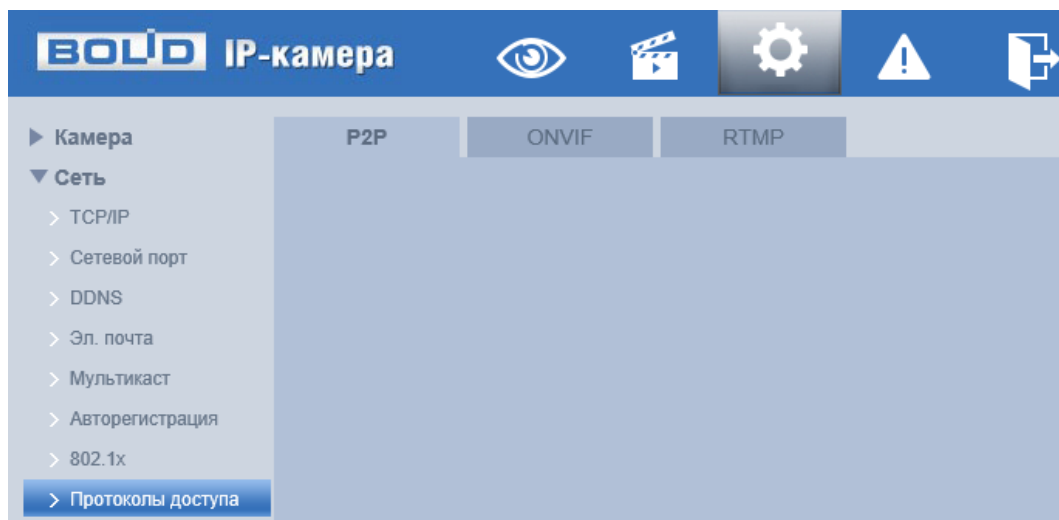 BOLID IP-камера
Камера
P2P ONVIF RTMP
Сеть
TCP/IP
Сетевой порт
DDNS
Эл. почта
Мультикаст
Авторегистрация
802.1x
Протоколы доступа